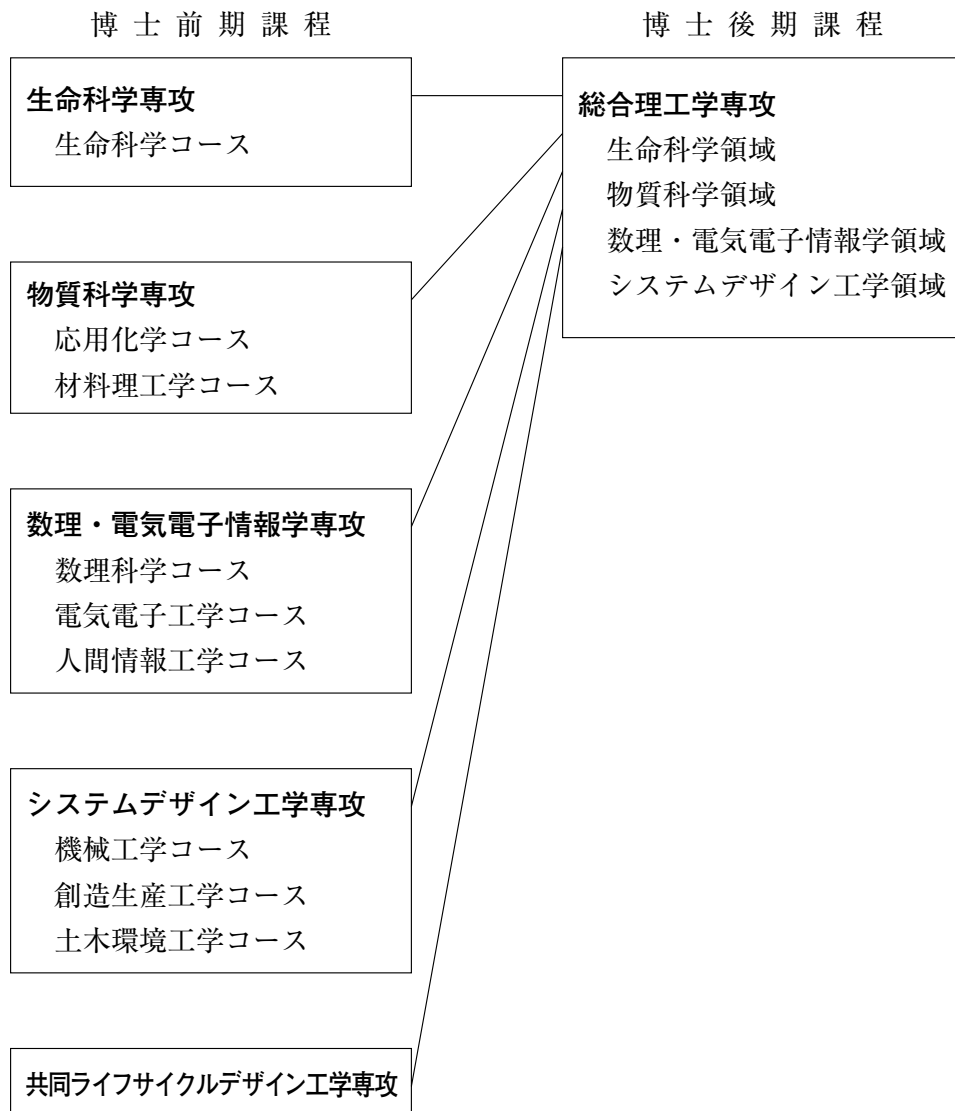 博士前期課程
生命科学専攻
生命科学コース
物質科学専攻
応用化学コース
材料理工学コース
数理・電気電子情報学専攻
数理科学コース
電気電子工学コース
人間情報工学コース
システムデザイン工学専攻
機械工学コース
創造生産工学コース
土木環境工学コース
共同ライフサイクルデザイン工学専攻
博士後期課程
総合理工学専攻
生命科学領域
物質科学領域
数理・電気電子情報学領域
システムデザイン工学領域